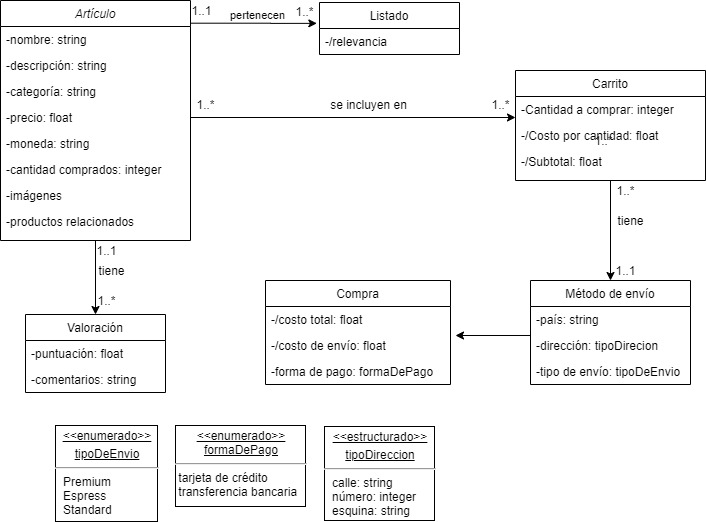 Artículo
-nombre: string
-descripción: string
-categoría: string
-precio: float
-moneda: string
-cantidad comprados: integer
-imágenes
-productos relacionados
1..1
pertenecen
1..*
Listado
-/relevancia
1..*
se incluyen en
1..*
Carrito
-Cantidad a comprar: integer
-/Costo por cantidad: float
1..*
-/Subtotal: float
1..*
tiene
1..1
1..1
tiene
1..*
Valoración
-puntuación: float
-comentarios: string
Compra
-/costo total: float
-/costo de envío: float
-forma de pago: formaDePago
Método de envío
-país: string
-dirección: tipoDirecion
-tipo de envío: tipoDeEnvio
<<enumerado>>
tipoDeEnvio
Premium
Espress
Standard
<<enumerado>>
formaDePago
tarjeta de crédito
transferencia bancaria
<<estructurado>>
tipoDireccion
calle: string
número: integer
esquina: string